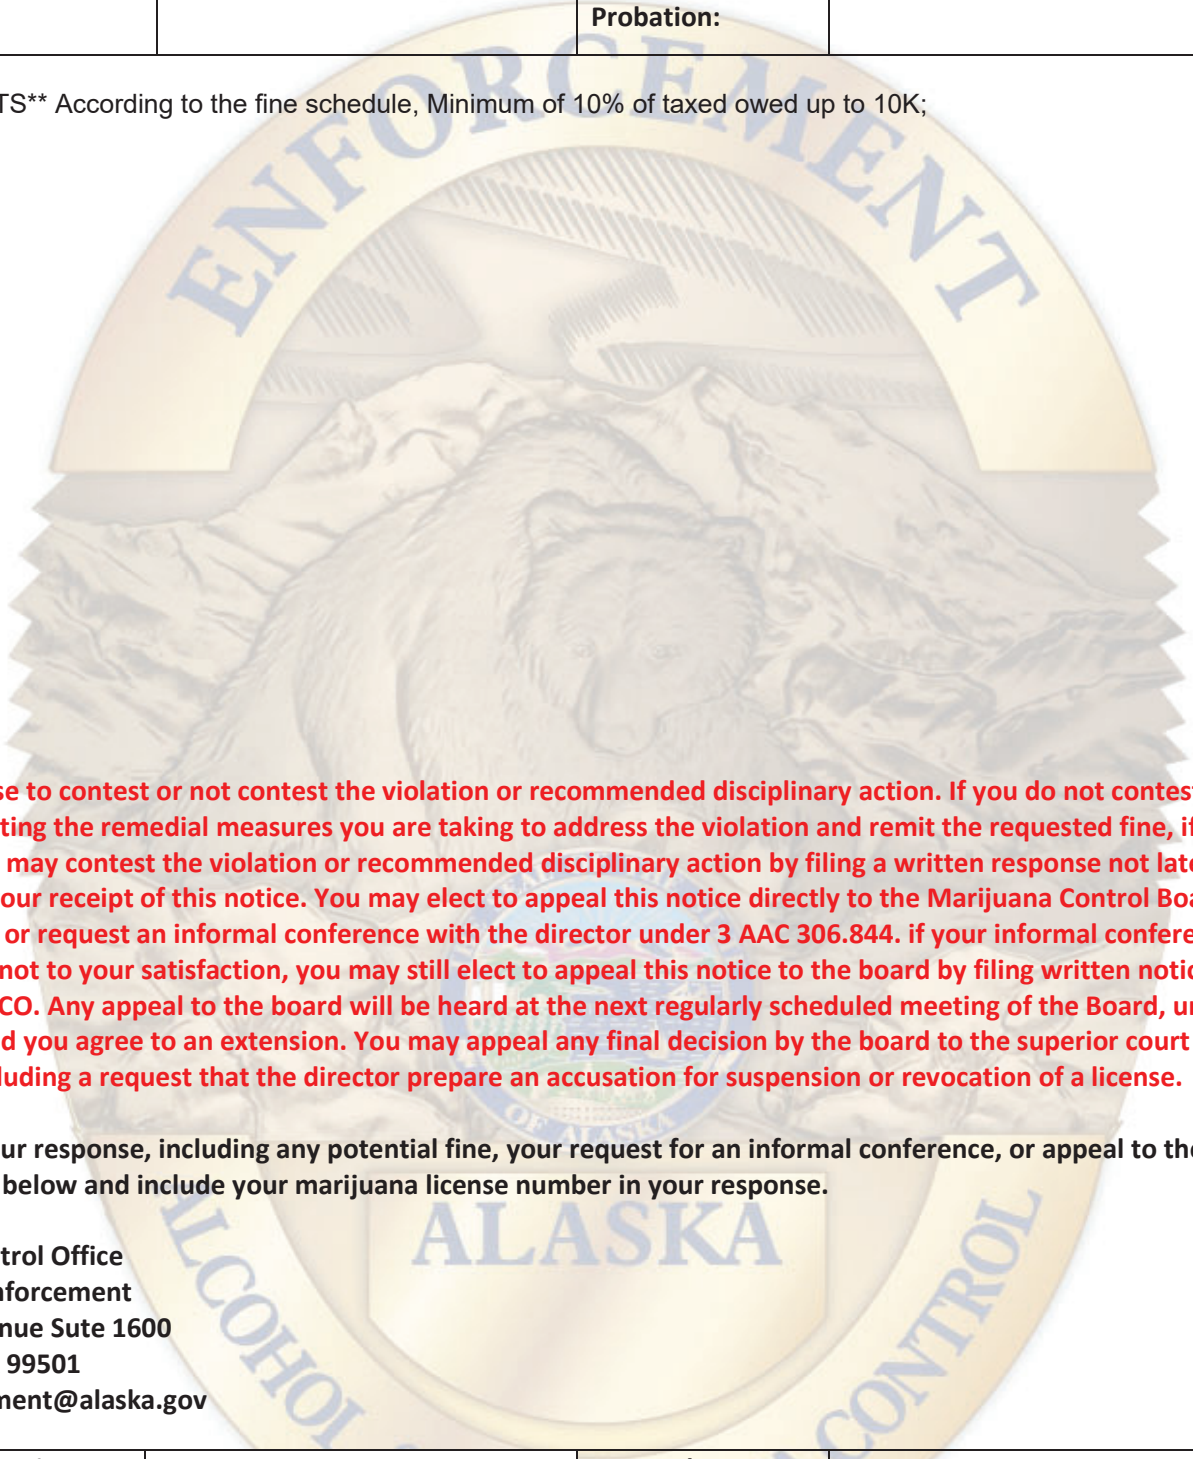 Probation:
TS** According to the fine schedule, Minimum of 10% of taxed owed up to 10K;
ENFORCEMENT
se to contest or not contest the violation or recommended disciplinary action. If you do not contest
ting the remedial measures you are taking to address the violation and remit the requested fine, if
may contest the violation or recommended disciplinary action by filing a written response not late
our receipt of this notice. You may elect to appeal this notice directly to the Marijuana Control Boa
or request an informal conference with the director under 3 AAC 306.844. if your informal confere
not to your satisfaction, you may still elect to appeal this notice to the board by filing written notic
CO. Any appeal to the board will be heard at the next regularly scheduled meeting of the Board, un
d you agree to an extension. You may appeal any final decision by the board to the superior court
luding a request that the director prepare an accusation for suspension or revocation of a license.
OF ALASKA
ur response, including any potential fine, your request for an informal conference, or appeal to the
below and include your marijuana license number in your response.
ALASKA
trol Office
nforcement
nue Sute 1600
99501
ment@alaska.gov
ALCOHOL
CONTROL